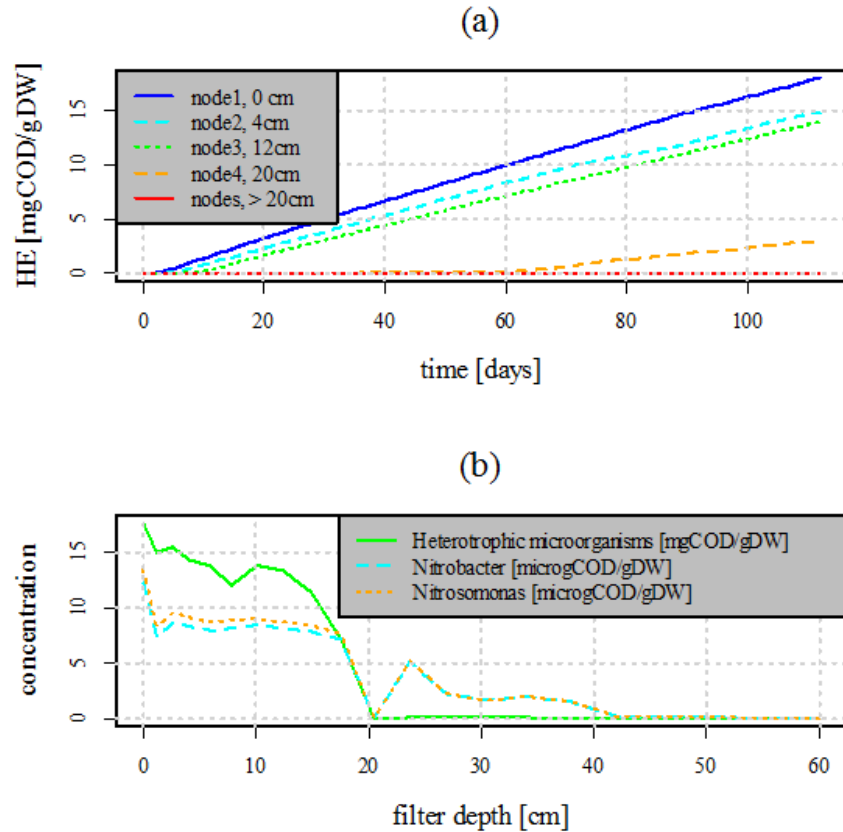 (a)
HE [mgCOD/gDW]
15
10
5
0
node1, 0 cm
node2, 4cm
node3, 12cm
node4, 20cm
nodes, > 20cm
0 20 40 60 80 100
time [days]
(b)
concentration
15
10
5
0
Heterotrophic microorganisms [mgCOD/gDW]
Nitrobacter [microgCOD/gDW]
Nitrosomonas [microgCOD/gDW]
0 10 20 30 40 50 60
filter depth [cm]